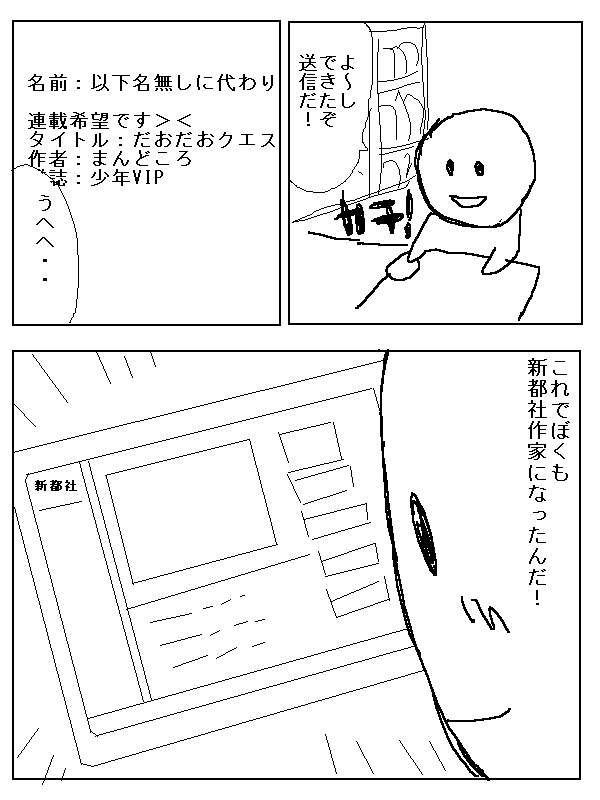 よ～し
できたぞ
送信だ！
カチ！
名前：以下名無しに代わり
連載希望です＞＜
タイトル：だおだおクエス
作者：まんどころ
誌：少年VIP
うへへ・・
これでぼくも
新都社作家になったんだ！
新都社